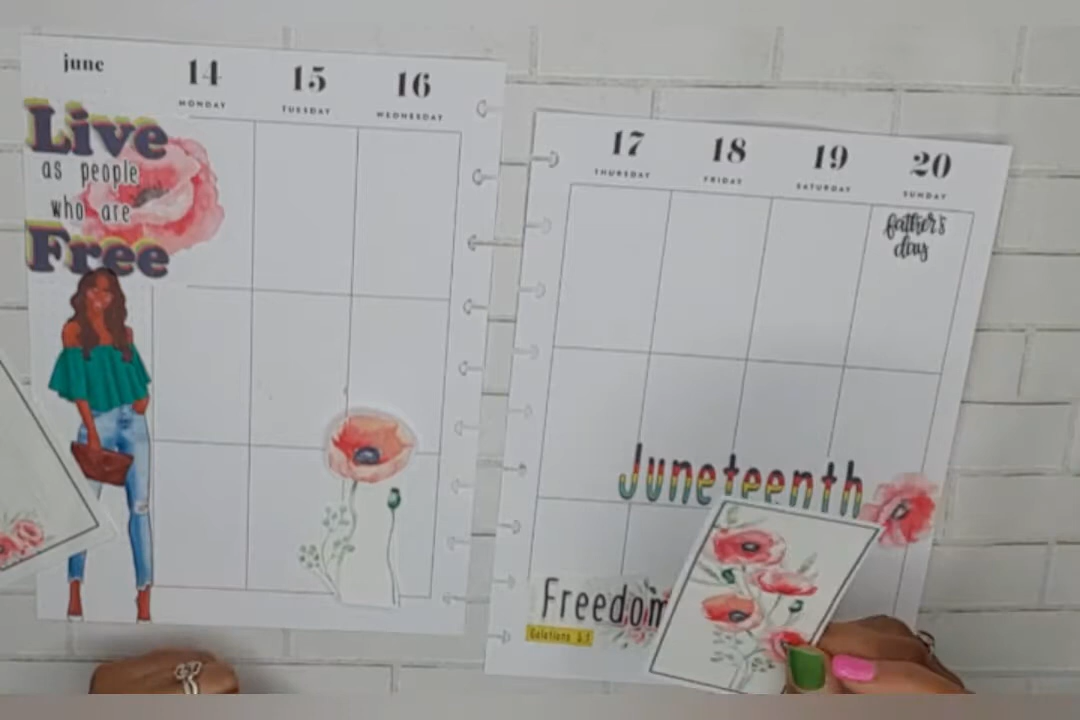 june
14
MONDAY
15
TUESDAY
16
WEDNESDAY
Live
as people
who are
Free
17
THURSDAY
18
FRIDAY
19
SATURDAY
20
SUNDAY
father's
day
Juneteenth
Freedom
Galations 5:1